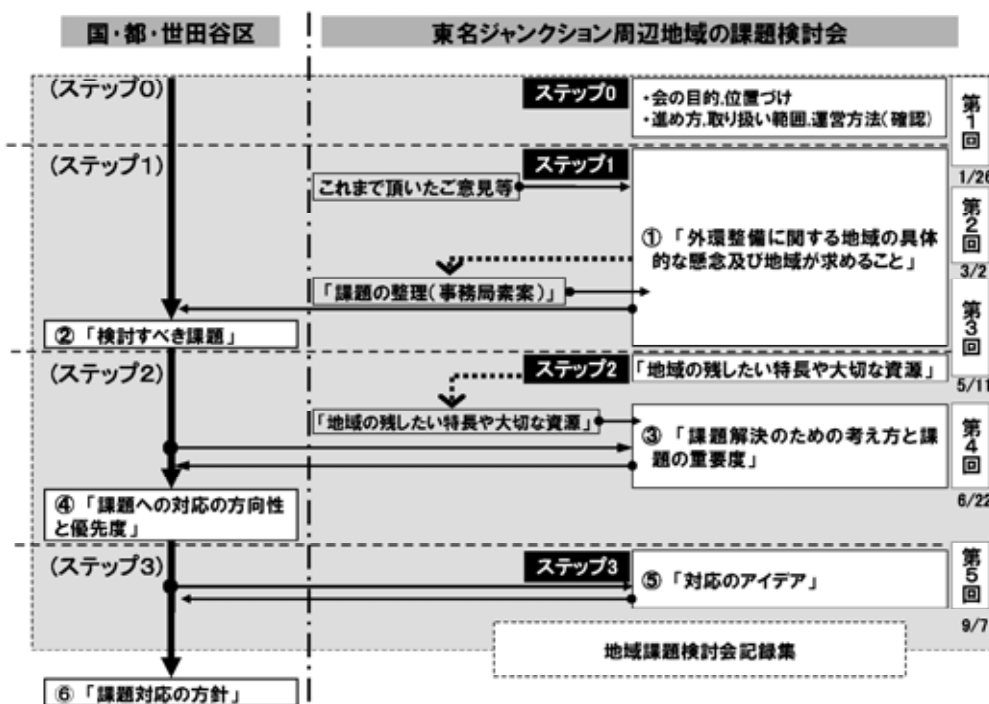 国・都・世田谷区
東名ジャンクション周辺地域の課題検討会
(ステップ0)
ステップ0
・会の目的,位置づけ
・進め方,取り扱い範囲,運営方法(確認)
第1回
1/26
(ステップ1)
ステップ1
これまで頂いたご意見等
①「外環整備に関する地域の具体
的な懸念及び地域が求めること」
第2回
3/2
「課題の整理(事務局素案)」
②「検討すべき課題」
第3回
5/11
(ステップ2)
ステップ2
「地域の残したい特長や大切な資源」
「地域の残したい特長や大切な資源」
③「課題解決のための考え方と課
題の重要度」
第4回
6/22
④「課題への対応の方向性
と優先度」
(ステップ3)
ステップ3
⑤「対応のアイデア」
第5回
9/7
地域課題検討会記録集
⑥「課題対応の方針」